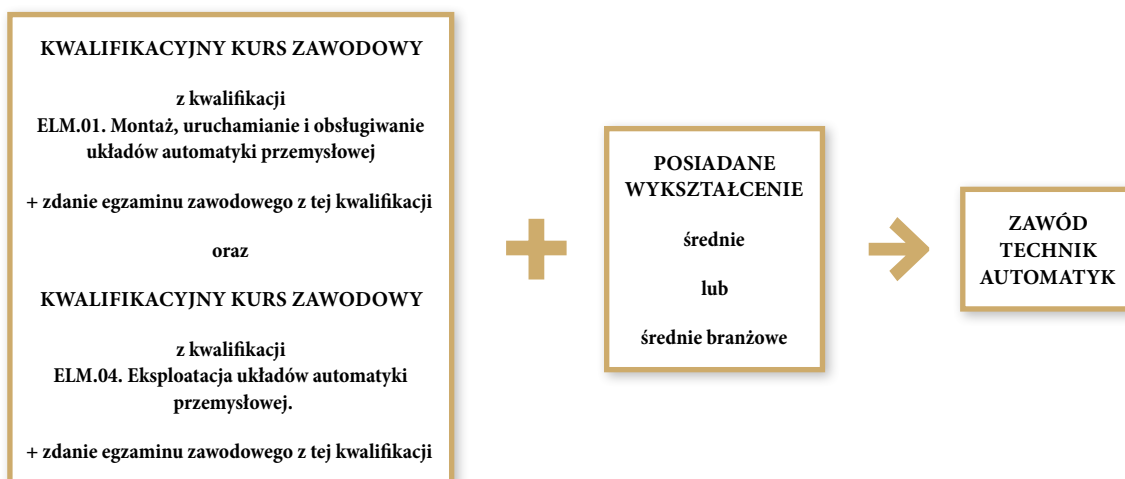 KWALIFIKACYJNY KURS ZAWODOWY
z kwalifikacji
ELM.01. Montaż, uruchamianie i obsługiwanie
układów automatyki przemysłowej
+ zdanie egzaminu zawodowego z tej kwalifikacji
oraz
KWALIFIKACYJNY KURS ZAWODOWY
z kwalifikacji
ELM.04. Eksploatacja układów automatyki
przemysłowej.
+ zdanie egzaminu zawodowego z tej kwalifikacji
+
POSIADANE
WYKSZTAŁCENIE
średnie
lub
średnie branżowe
ZAWÓD
TECHNIK
AUTOMATYK